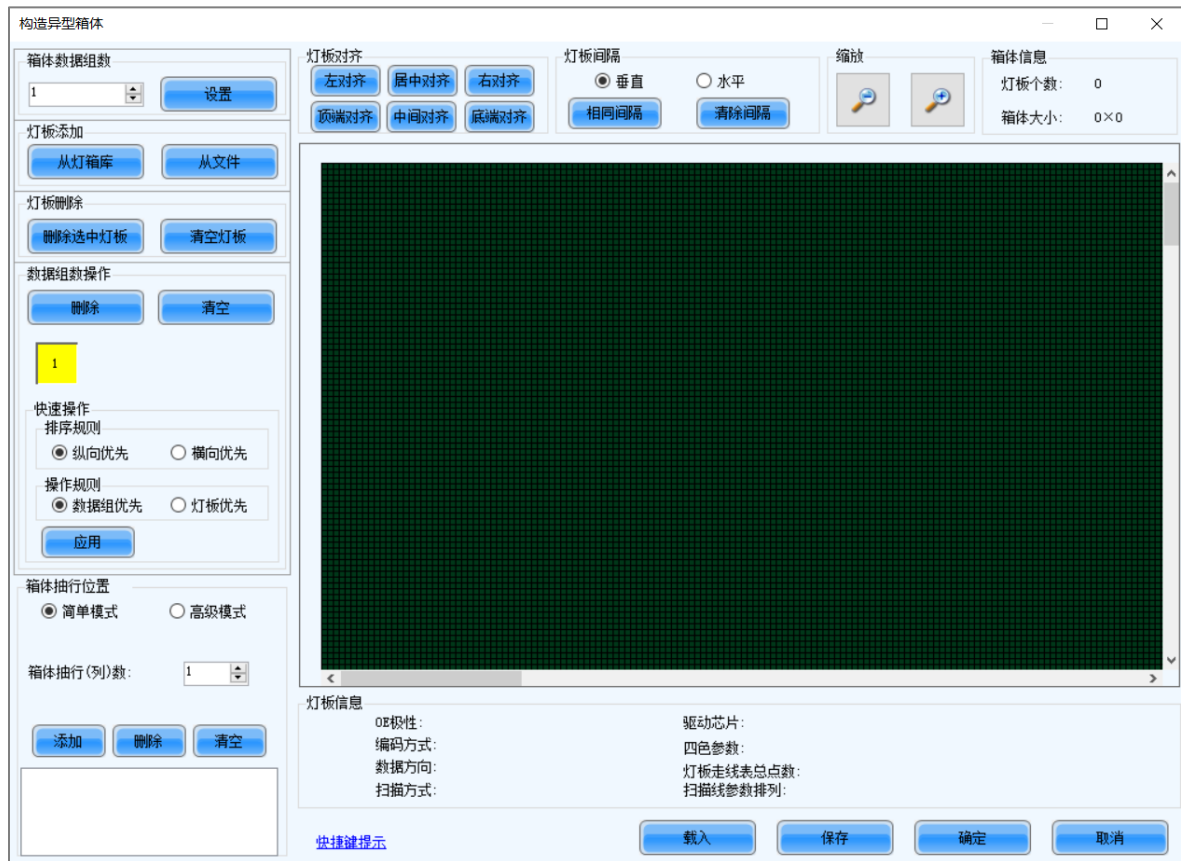 构造异型箱体
箱体数据组数
1
设置
灯板添加
从灯箱库
从文件
灯板删除
删除选中灯板
清空灯板
数据组数操作
删除
清空
1
快速操作
排序规则
纵向优先
横向优先
操作规则
数据组优先
灯板优先
应用
箱体抽行位置
简单模式
高级模式
箱体抽行(列)数:
1
添加
删除
清空
灯板对齐
左对齐
居中对齐
右对齐
顶端对齐
中间对齐
底端对齐
灯板间隔
垂直
水平
相同间隔
清除间隔
缩放
箱体信息
灯板个数: 0
箱体大小: 0×0
灯板信息
OE极性:
编码方式:
数据方向:
扫描方式:
驱动芯片:
四色参数:
灯板走线表总点数:
扫描线参数排列:
快捷键提示
载入
保存
确定
取消